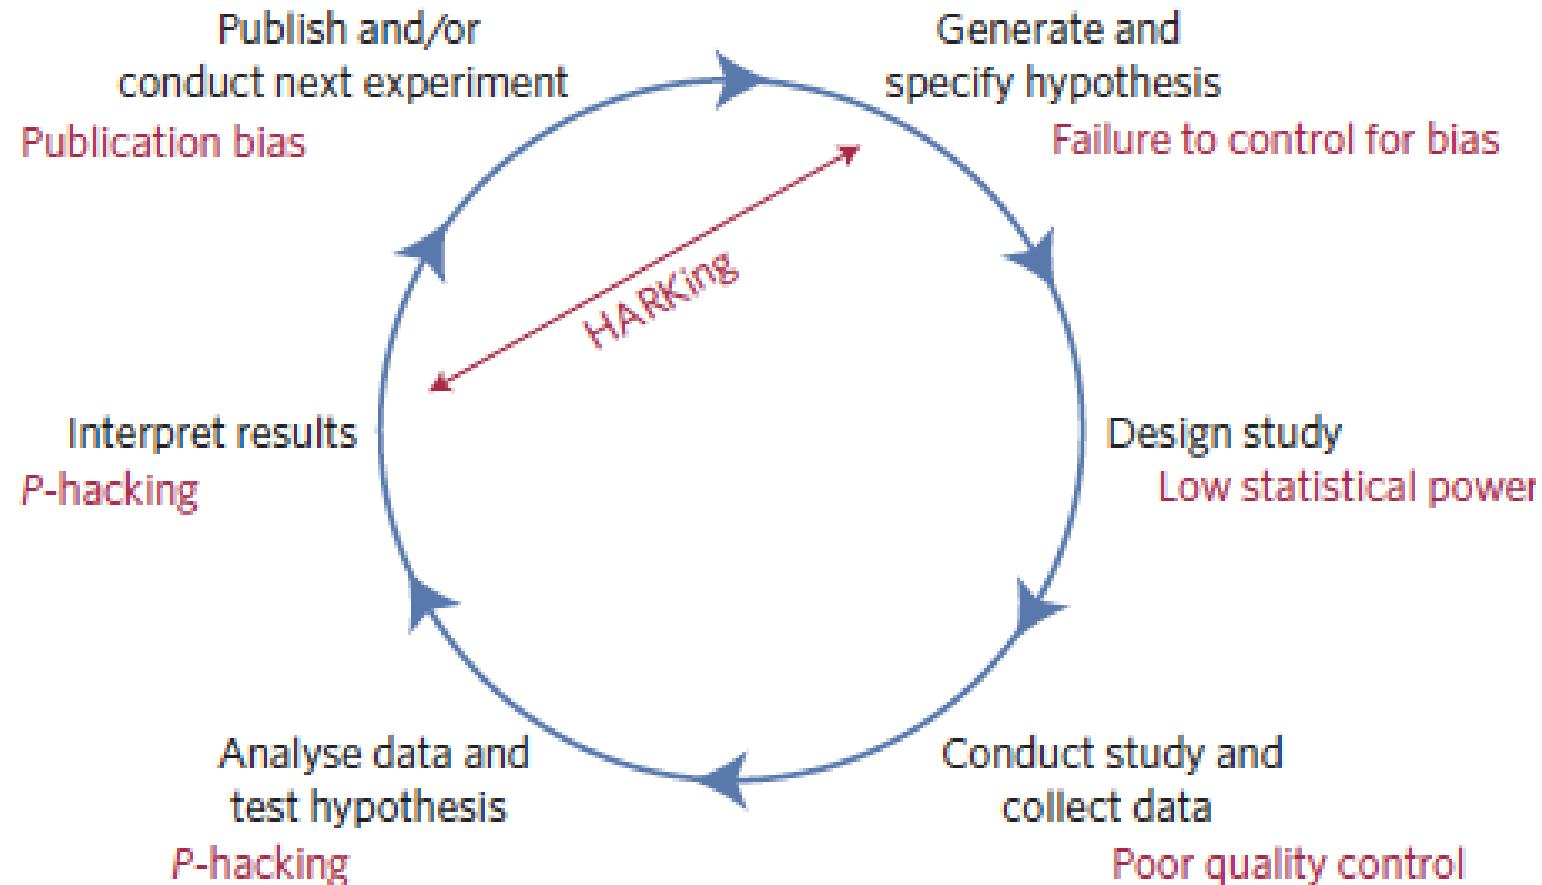 Publish and/or
conduct next experiment
Publication bias
Generate and
specify hypothesis
Failure to control for bias
HARKing
Interpret results
P-hacking
Design study
Low statistical power
Analyse data and
test hypothesis
P-hacking
Conduct study and
collect data
Poor quality control